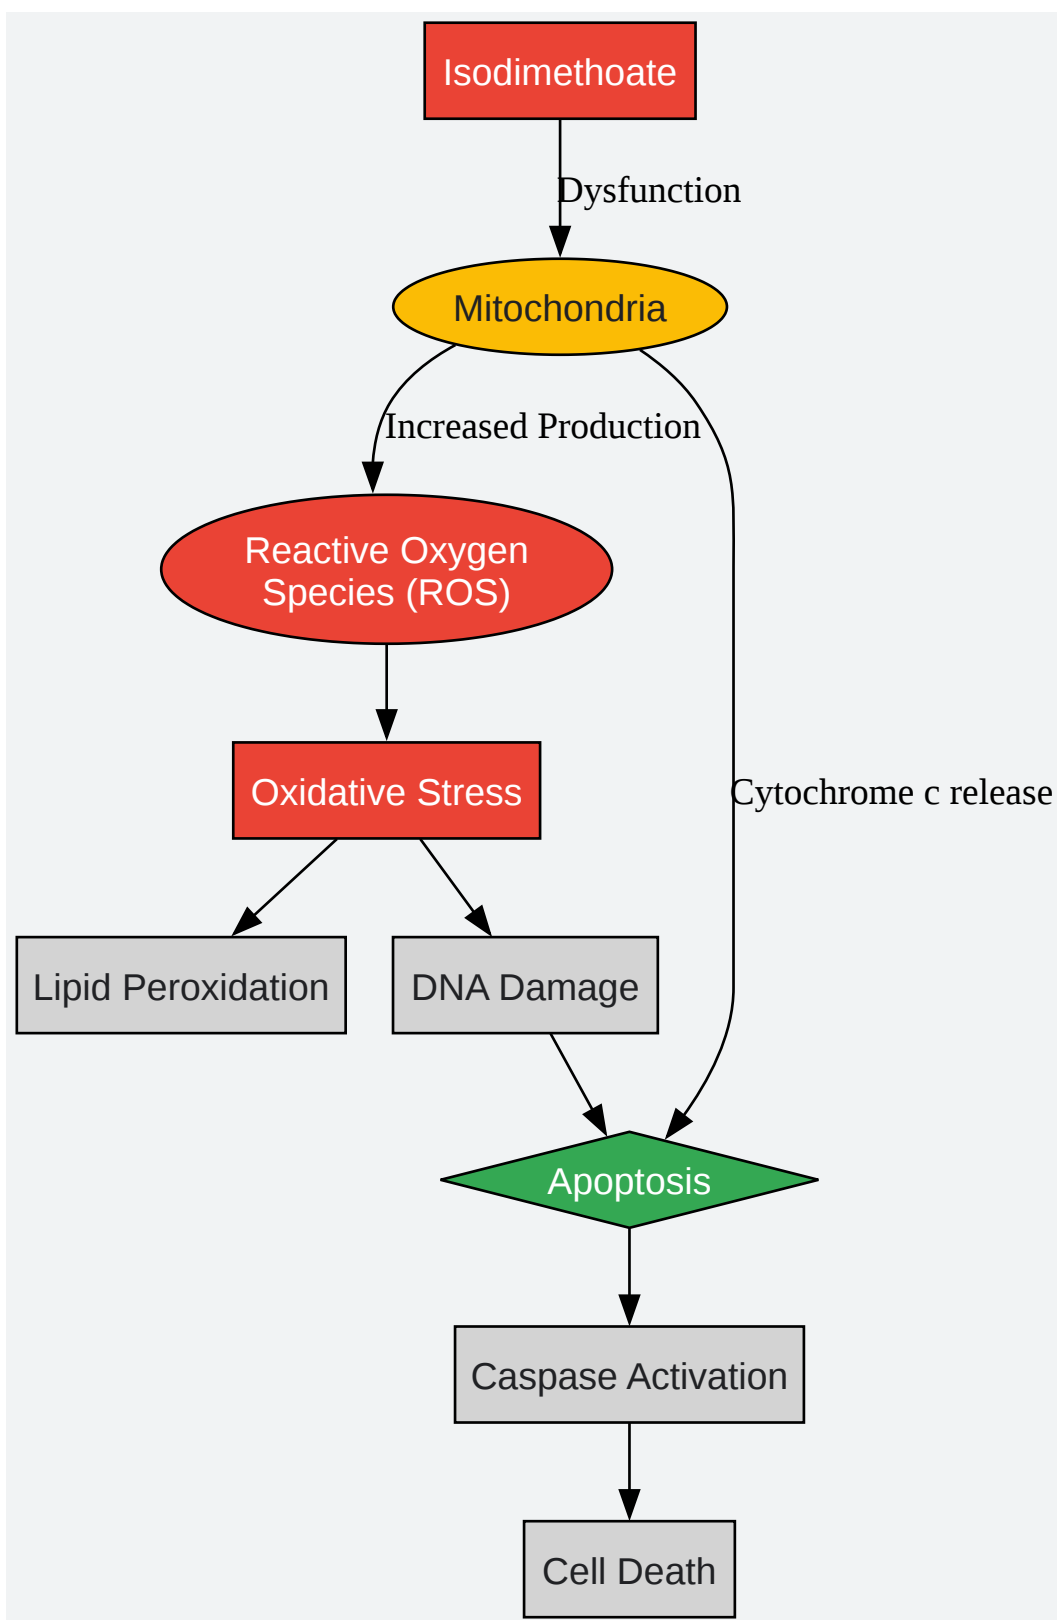 Isodimethoate
Dysfunction
Mitochondria
Increased Production
Reactive Oxygen
Species (ROS)
Oxidative Stress
Cytochrome c release
Lipid Peroxidation
DNA Damage
Apoptosis
Caspase Activation
Cell Death